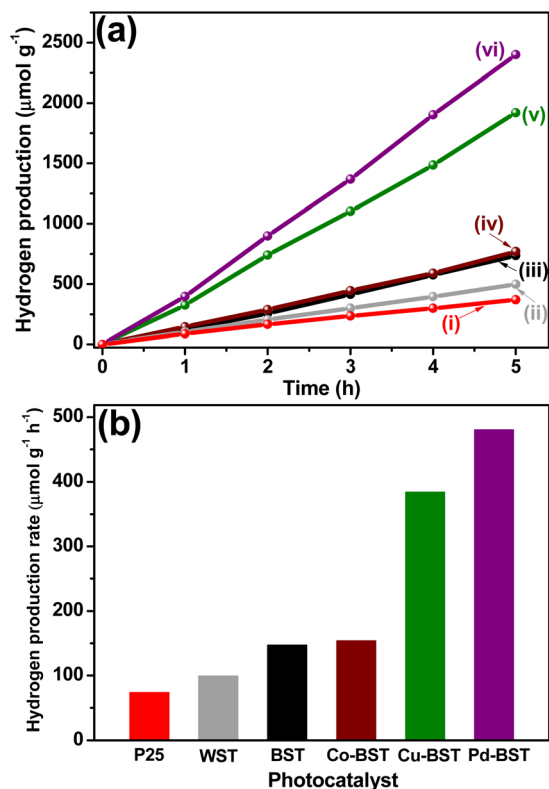 (a)
Hydrogen production (μmol g⁻¹)
2500
2000
1500
1000
500
0
(vi)
(v)
(iv)
(iii)
(ii)
(i)
0 1 2 3 4 5
Time (h)
(b)
Hydrogen production rate (μmol g⁻¹ h⁻¹)
500
400
300
200
100
0
P25 WST BST Co-BST Cu-BST Pd-BST
Photocatalyst